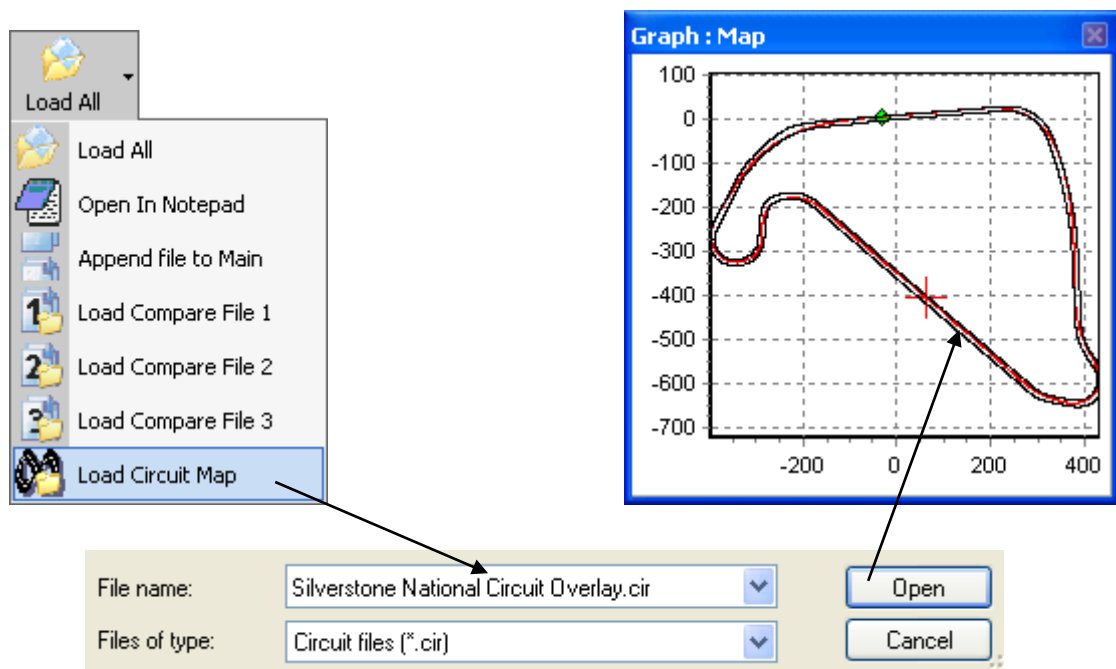 Load All
Load All
Open In Notepad
Append file to Main
Load Compare File 1
Load Compare File 2
Load Compare File 3
Load Circuit Map
Graph : Map
100
0
-100
-200
-300
-400
-500
-600
-700
-200 0 200 400
File name: Silverstone National Circuit Overlay.cir Open
Files of type: Circuit files (*.cir) Cancel